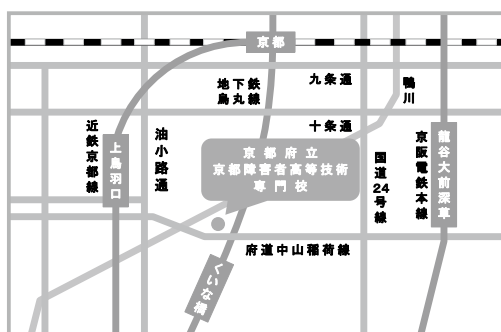 京都
地下鉄
烏丸線
九条通
鴨川
十条通
近鉄京都線
上鳥羽口
油小路通
京都府立
京都障害者高等技術
専門校
国道24号線
京阪電鉄本線
龍谷大前深草
府道中山稲荷線
くいな橋